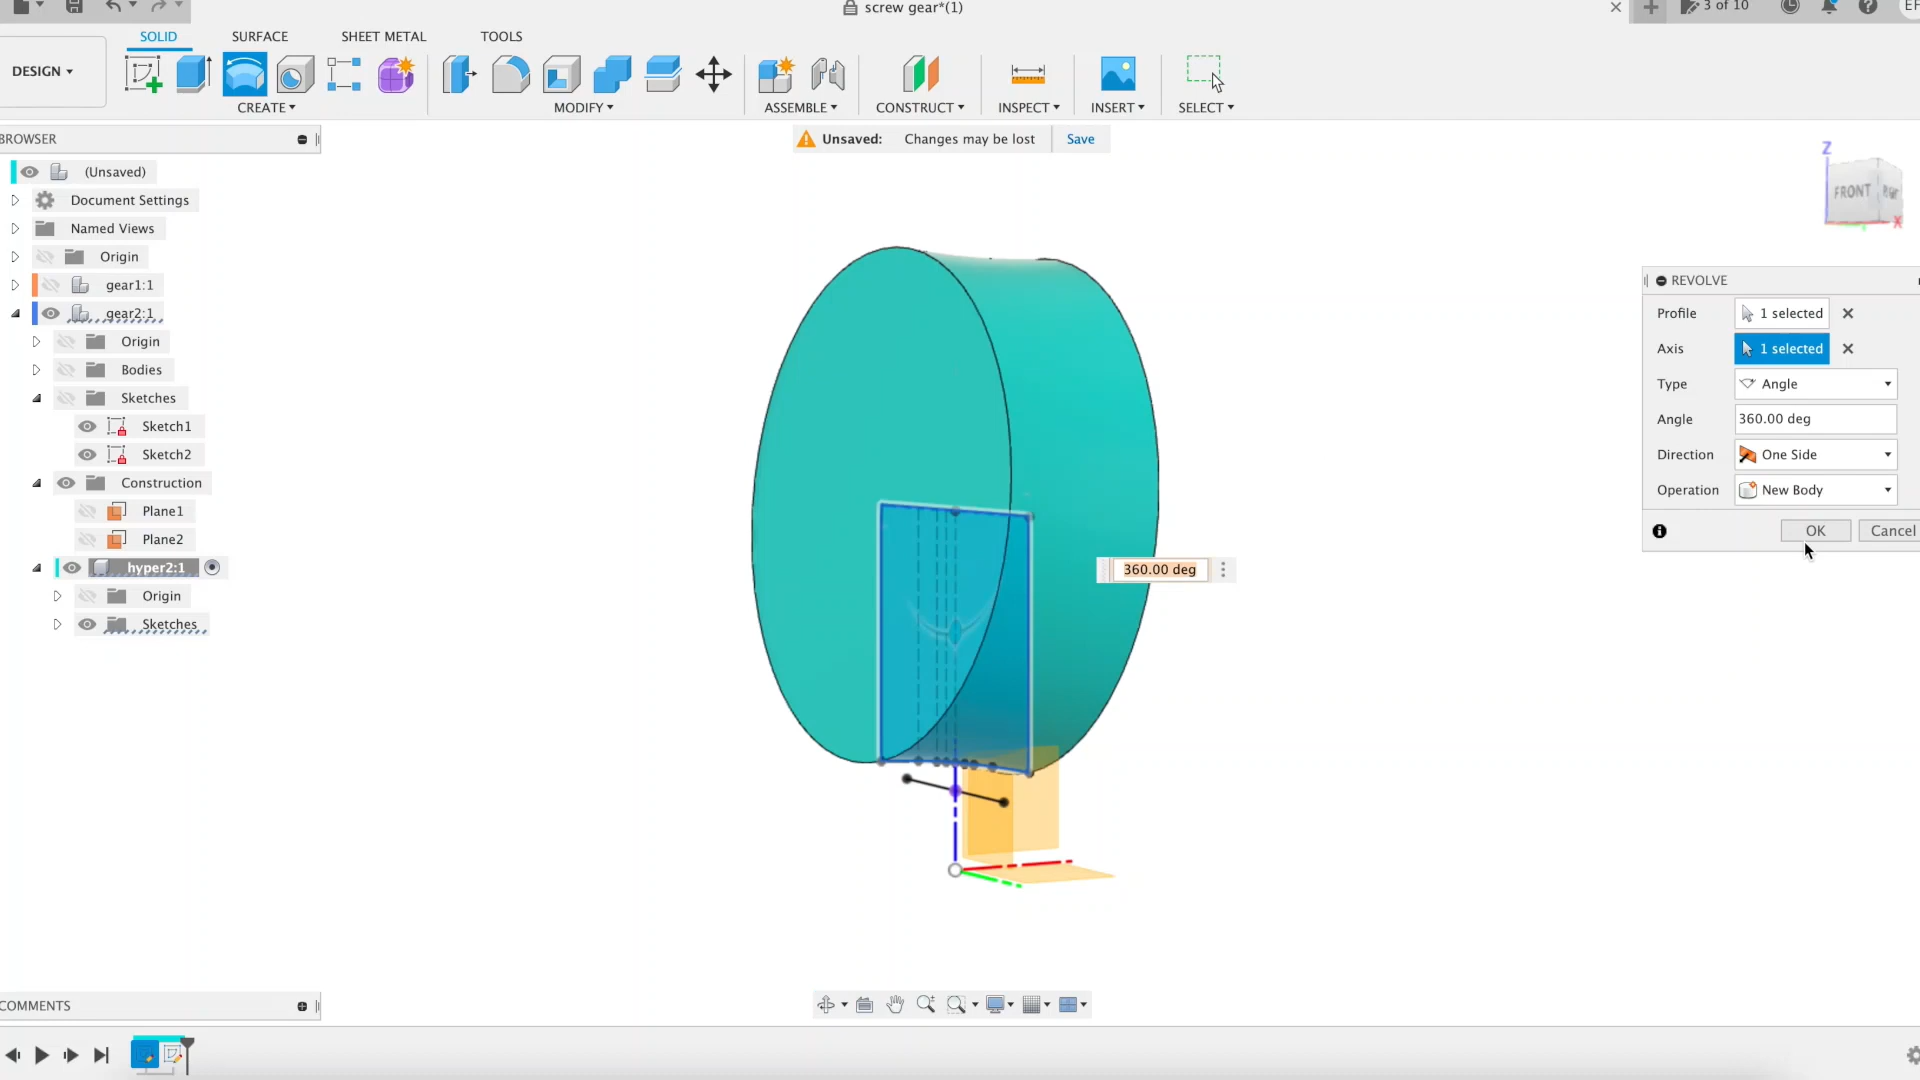 screw gear*(1)
3 of 10
SOLID
SURFACE
SHEET METAL
TOOLS
DESIGN
CREATE
MODIFY
ASSEMBLE
CONSTRUCT
INSPECT
INSERT
SELECT
BROWSER
Unsaved: Changes may be lost Save
(Unsaved)
Document Settings
Named Views
Origin
gear1:1
gear2:1
Origin
Bodies
Sketches
Sketch1
Sketch2
Construction
Plane1
Plane2
hyper2:1
Origin
Sketches
Z
FRONT
X
REVOLVE
Profile 1 selected
Axis 1 selected
Type Angle
Angle 360.00 deg
Direction One Side
Operation New Body
OK Cancel
360.00 deg
COMMENTS